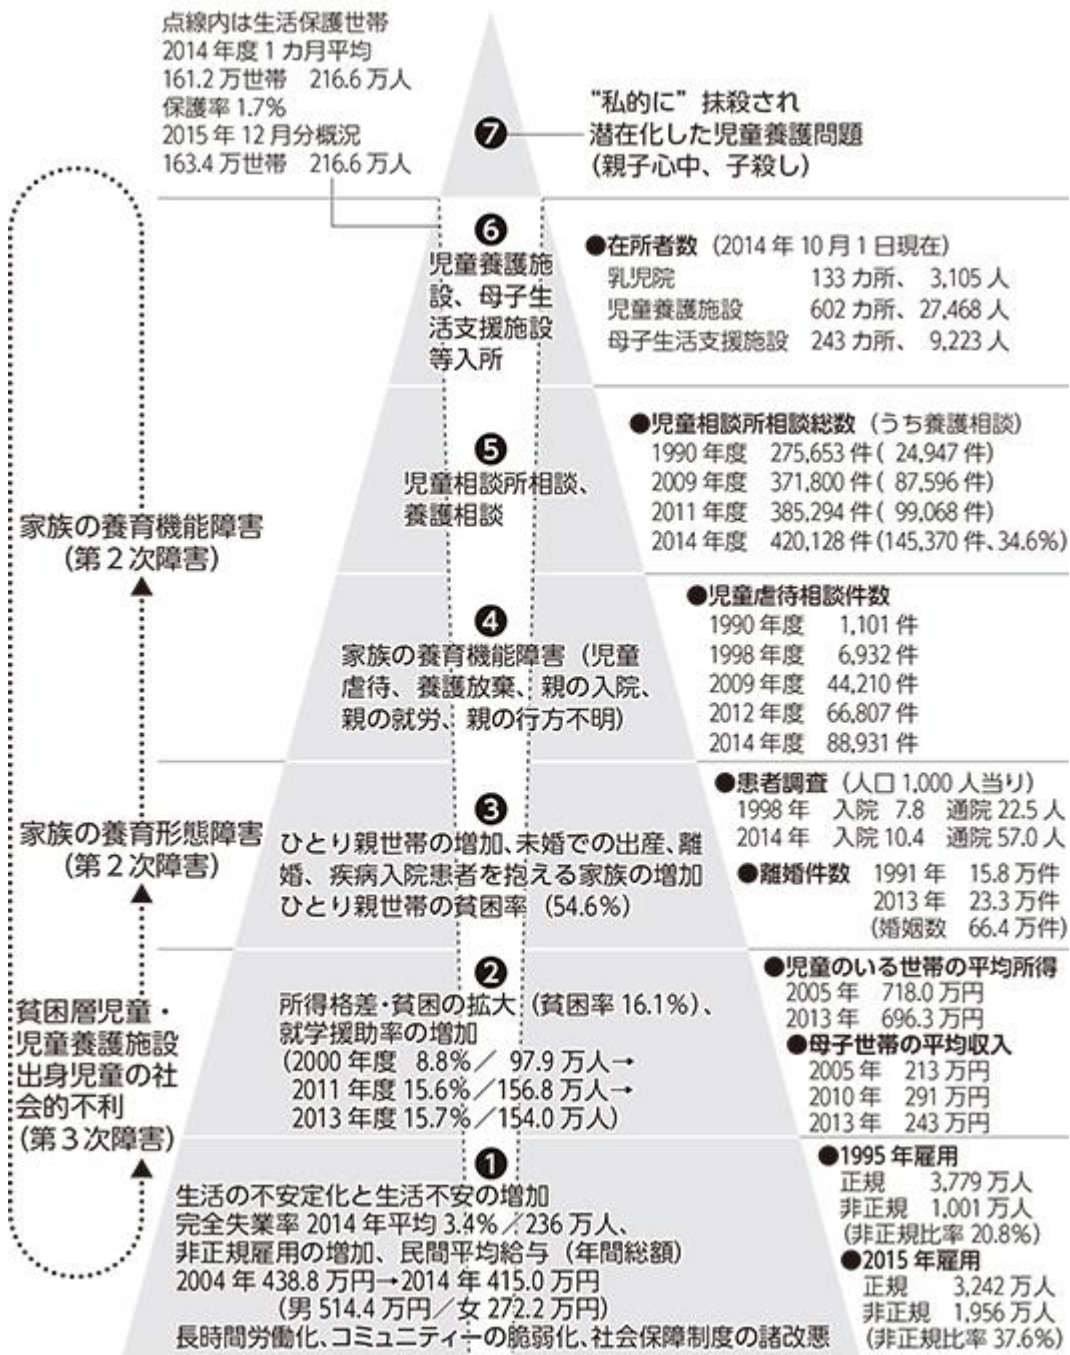 点線内は生活保護世帯
2014年度1カ月平均
161.2万世帯　216.6万人
保護率1.7%
2015年12月分概況
163.4万世帯　216.6万人
❼
“私的に”抹殺され
潜在化した児童養護問題
(親子心中、子殺し)
❻
児童養護施
設、母子生
活支援施設
等入所
●在所者数（2014年10月1日現在）
乳児院　133カ所、　3,105人
児童養護施設　602カ所、27,468人
母子生活支援施設　243カ所、　9,223人
❺
児童相談所相談、
養護相談
●児童相談所相談総数（うち養護相談）
1990年度　275,653件( 24,947件)
2009年度　371,800件( 87,596件)
2011年度　385,294件( 99,068件)
2014年度　420,128件(145,370件、34.6%)
家族の養育機能障害
(第2次障害)
❹
家族の養育機能障害（児童
虐待、養護放棄、親の入院、
親の就労、親の行方不明)
●児童虐待相談件数
1990年度　1,101件
1998年度　6,932件
2009年度　44,210件
2012年度　66,807件
2014年度　88,931件
家族の養育形態障害
(第2次障害)
❸
ひとり親世帯の増加、未婚での出産、離
婚、疾病入院患者を抱える家族の増加
ひとり親世帯の貧困率（54.6%）
●患者調査（人口1,000人当り）
1998年　入院 7.8　通院 22.5人
2014年　入院 10.4　通院 57.0人
●離婚件数　1991年　15.8万件
2013年　23.3万件
(婚姻数　66.4万件)
貧困層児童・
児童養護施設
出身児童の社
会的不利
(第3次障害)
❷
所得格差・貧困の拡大（貧困率16.1%）、
就学援助率の増加
(2000年度　8.8%／ 97.9万人→
2011年度 15.6%／156.8万人→
2013年度 15.7%／154.0万人)
●児童のいる世帯の平均所得
2005年　718.0万円
2013年　696.3万円
●母子世帯の平均収入
2005年　213万円
2010年　291万円
2013年　243万円
❶
生活の不安定化と生活不安の増加
完全失業率2014年平均3.4%／236万人、
非正規雇用の増加、民間平均給与（年間総額）
2004年438.8万円→2014年415.0万円
(男514.4万円／女272.2万円)
長時間労働化、コミュニティーの脆弱化、社会保障制度の諸改悪
●1995年雇用
正規　3,779万人
非正規　1,001万人
(非正規比率20.8%)
●2015年雇用
正規　3,242万人
非正規　1,956万人
(非正規比率37.6%)